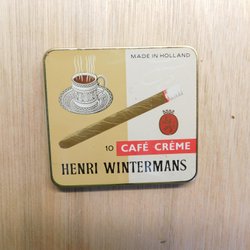 MADE IN HOLLAND
10 CAFÉ CRÈME
HENRI WINTERMANS